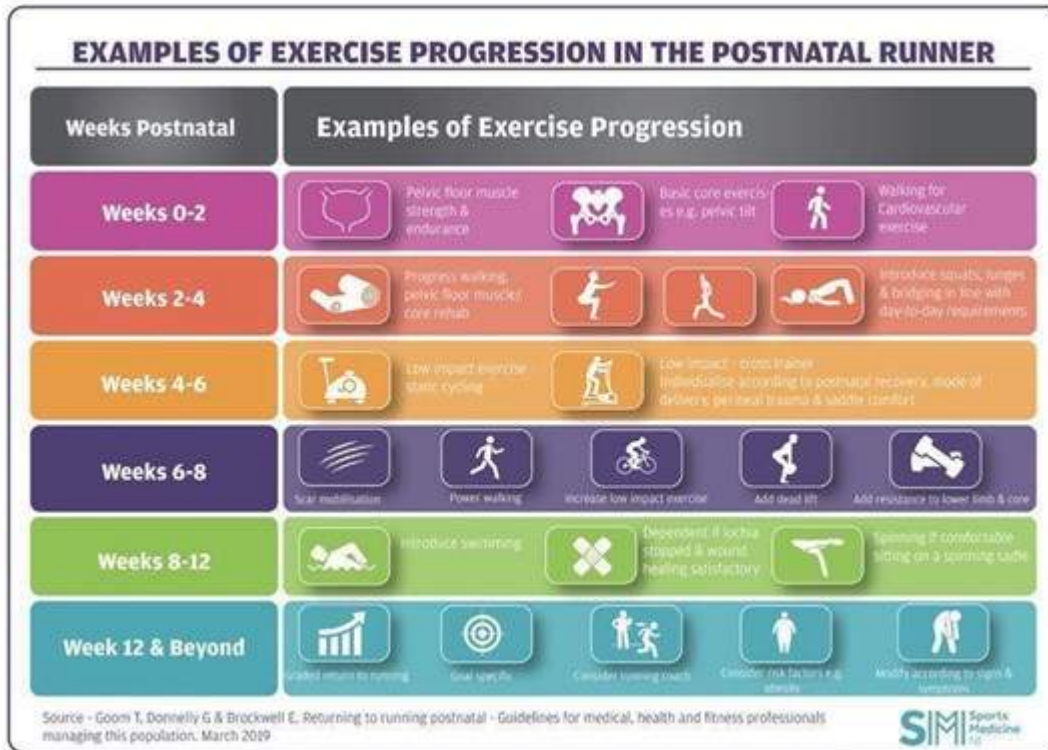 EXAMPLES OF EXERCISE PROGRESSION IN THE POSTNATAL RUNNER
Weeks Postnatal
Examples of Exercise Progression
Weeks 0-2
Pelvic floor muscle
strength &
endurance
Basic core exercis-
es e.g. pelvic tilt
Walking for
Cardiovascular
exercise
Weeks 2-4
Progress walking,
pelvic floor muscle/
core rehab
Introduce squats, lunges
& bridging in line with
day-to-day requirements
Weeks 4-6
Low impact exercise
static cycling
Low impact - cross trainer
Individualise according to postnatal recovery, mode of
delivery, perineal trauma & saddle comfort
Weeks 6-8
Scar mobilisation
Power walking
Increase low impact exercise
Add dead lift
Add resistance to lower limb & core
Weeks 8-12
Introduce swimming
Dependent if lochia
stopped & wound
healing satisfactory
Spinning if comfortable
sitting on a spinning sadle
Week 12 & Beyond
Graded return to running
Goal specific
Consider running coach
Consider risk factors e.g.
obesity
Modify according to signs &
symptoms
Source - Goom T, Donnelly G & Brockwell E. Returning to running postnatal - Guidelines for medical, health and fitness professionals
managing this population. March 2019
SMI Sports
Medicine
NI